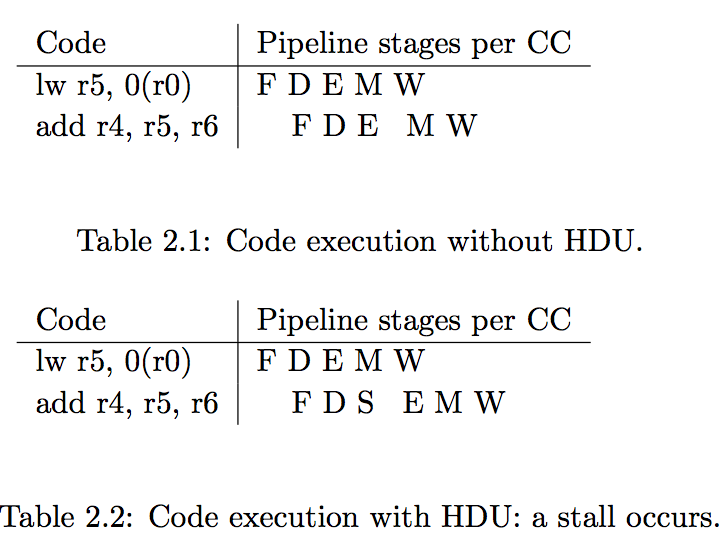 Code Pipeline stages per CC
lw r5, 0(r0) F D E M W
add r4, r5, r6 F D E M W
Table 2.1: Code execution without HDU.
Code Pipeline stages per CC
lw r5, 0(r0) F D E M W
add r4, r5, r6 F D S E M W
Table 2.2: Code execution with HDU: a stall occurs.